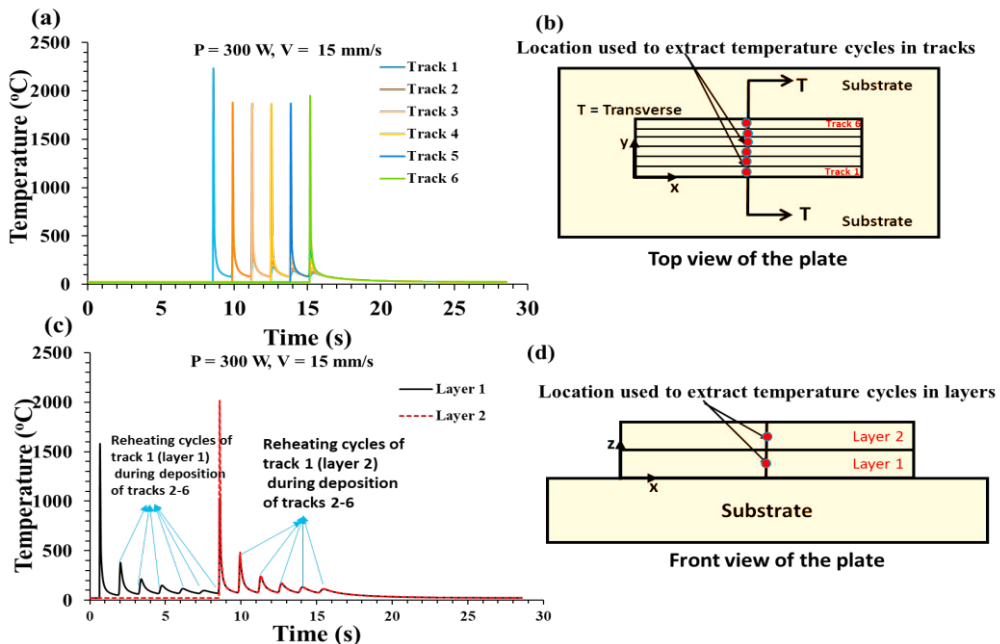 (a)
P = 300 W, V = 15 mm/s
Temperature (°C)
2500
2000
1500
1000
500
0
Track 1
Track 2
Track 3
Track 4
Track 5
Track 6
0 5 10 15 20 25 30
Time (s)
(b)
Location used to extract temperature cycles in tracks
T
Substrate
T = Transverse
Track 6
y
Track 1
x
T
Substrate
Top view of the plate
(c)
P = 300 W, V = 15 mm/s
Temperature (°C)
2500
2000
1500
1000
500
0
Layer 1
Layer 2
Reheating cycles of
track 1 (layer 1)
during deposition
of tracks 2-6
Reheating cycles of
track 1 (layer 2)
during deposition
of tracks 2-6
0 5 10 15 20 25 30
Time (s)
(d)
Location used to extract temperature cycles in layers
Layer 2
z
Layer 1
x
Substrate
Front view of the plate